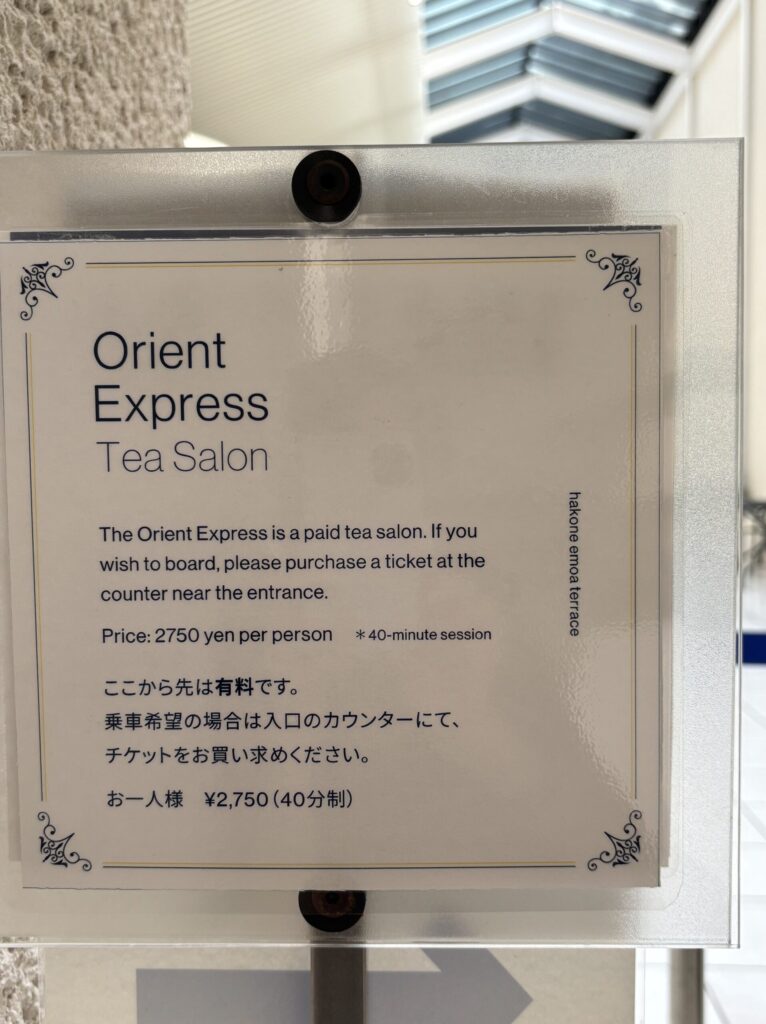 Orient
Express
Tea Salon
The Orient Express is a paid tea salon. If you
wish to board, please purchase a ticket at the
counter near the entrance.
Price: 2750 yen per person ＊40-minute session
ここから先は有料です。
乗車希望の場合は入口のカウンターにて、
チケットをお買い求めください。
お一人様 ¥2,750（40分制）
hakone emoa terrace